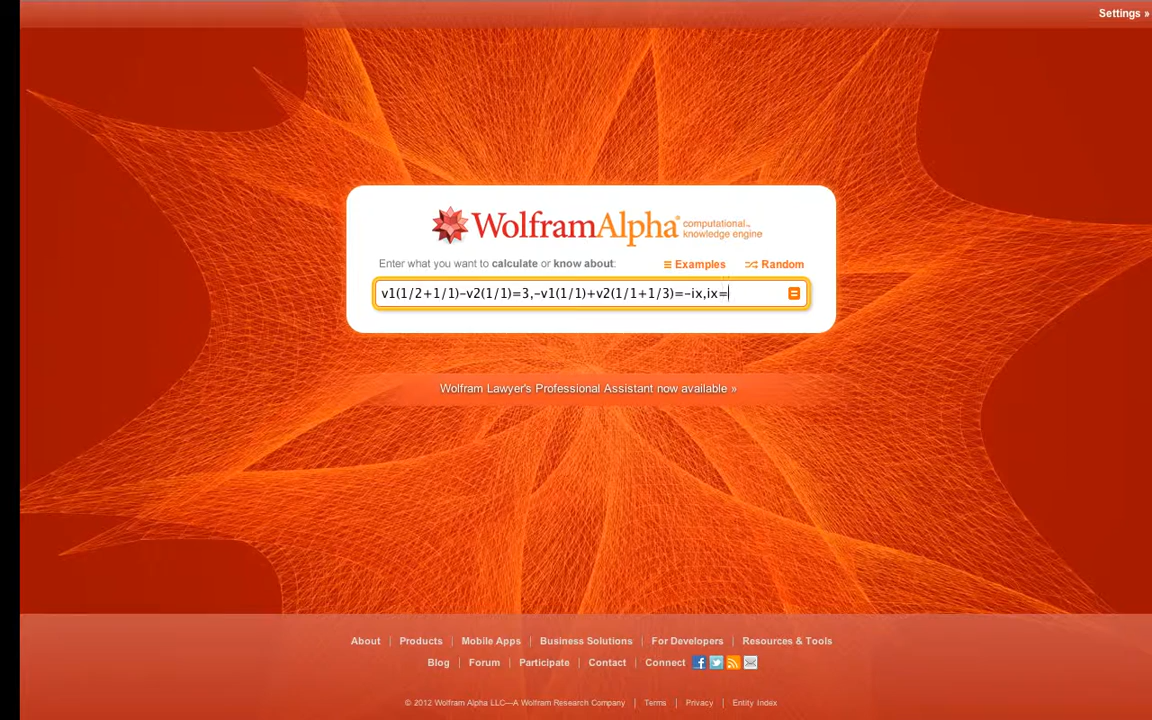 Settings »
WolframAlpha® computational™ knowledge engine
Enter what you want to calculate or know about:
Examples
Random
v1(1/2+1/1)-v2(1/1)=3,-v1(1/1)+v2(1/1+1/3)=-ix,ix=
Wolfram Lawyer's Professional Assistant now available »
About | Products | Mobile Apps | Business Solutions | For Developers | Resources & Tools
Blog | Forum | Participate | Contact | Connect
© 2012 Wolfram Alpha LLC—A Wolfram Research Company | Terms | Privacy | Entity Index